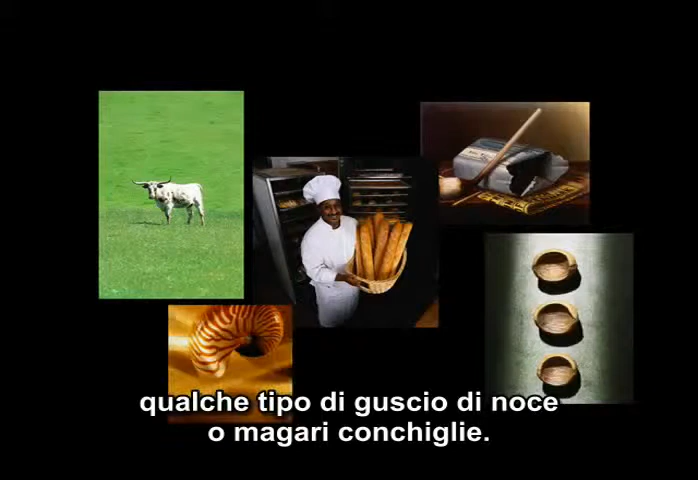 qualche tipo di guscio di noce
o magari conchiglie.